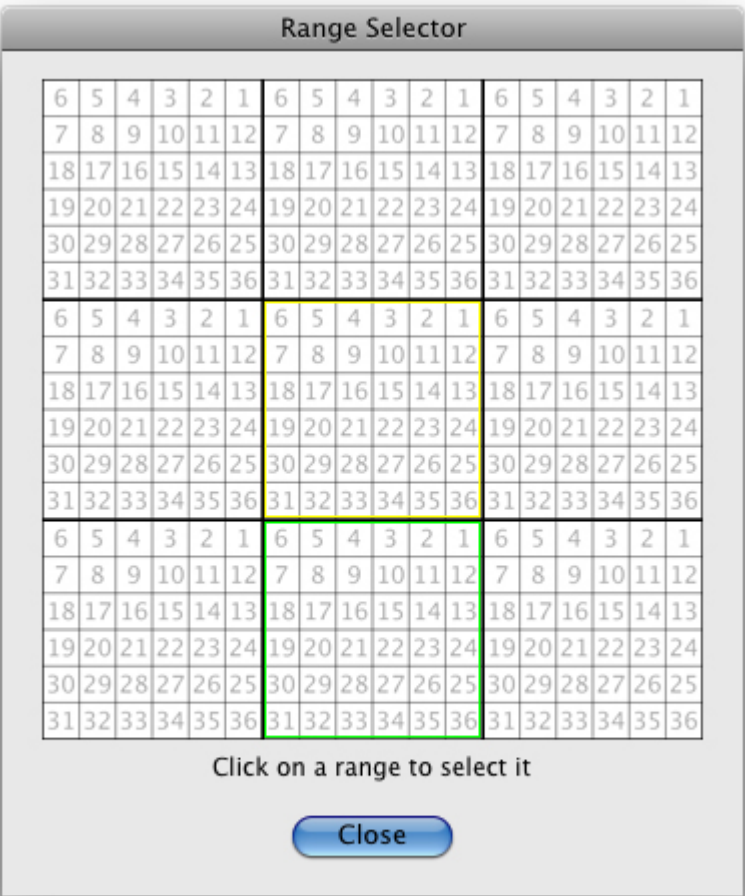 Range Selector
6 5 4 3 2 1 6 5 4 3 2 1 6 5 4 3 2 1
7 8 9 10 11 12 7 8 9 10 11 12 7 8 9 10 11 12
18 17 16 15 14 13 18 17 16 15 14 13 18 17 16 15 14 13
19 20 21 22 23 24 19 20 21 22 23 24 19 20 21 22 23 24
30 29 28 27 26 25 30 29 28 27 26 25 30 29 28 27 26 25
31 32 33 34 35 36 31 32 33 34 35 36 31 32 33 34 35 36
6 5 4 3 2 1 6 5 4 3 2 1 6 5 4 3 2 1
7 8 9 10 11 12 7 8 9 10 11 12 7 8 9 10 11 12
18 17 16 15 14 13 18 17 16 15 14 13 18 17 16 15 14 13
19 20 21 22 23 24 19 20 21 22 23 24 19 20 21 22 23 24
30 29 28 27 26 25 30 29 28 27 26 25 30 29 28 27 26 25
31 32 33 34 35 36 31 32 33 34 35 36 31 32 33 34 35 36
6 5 4 3 2 1 6 5 4 3 2 1 6 5 4 3 2 1
7 8 9 10 11 12 7 8 9 10 11 12 7 8 9 10 11 12
18 17 16 15 14 13 18 17 16 15 14 13 18 17 16 15 14 13
19 20 21 22 23 24 19 20 21 22 23 24 19 20 21 22 23 24
30 29 28 27 26 25 30 29 28 27 26 25 30 29 28 27 26 25
31 32 33 34 35 36 31 32 33 34 35 36 31 32 33 34 35 36
Click on a range to select it
Close